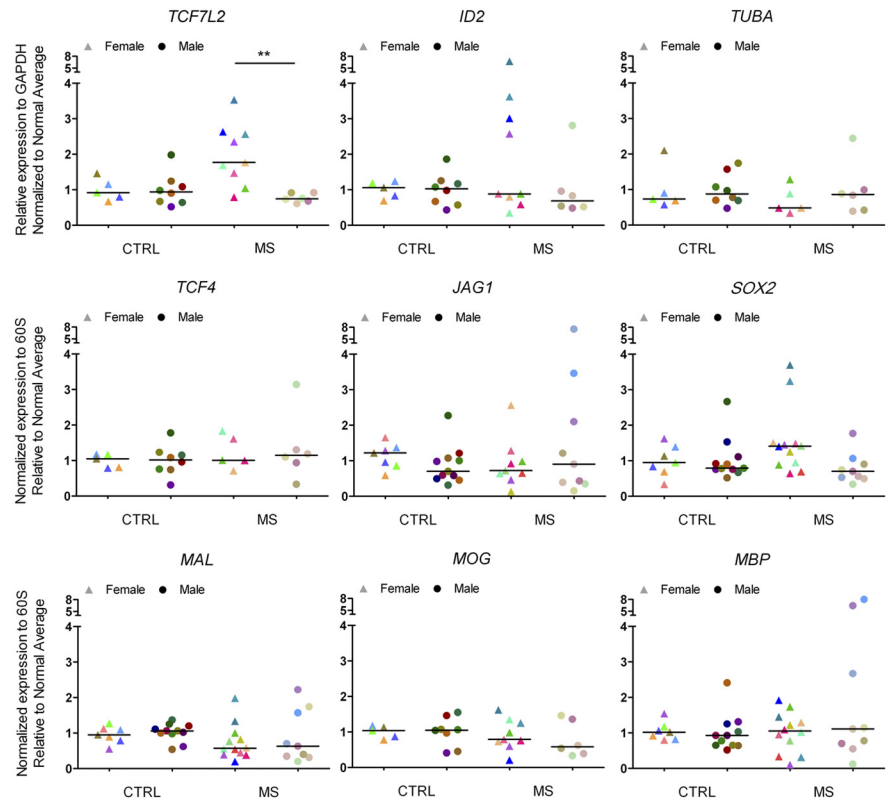 TCF7L2
ID2
TUBA
▲ Female ● Male
▲ Female ● Male
▲ Female ● Male
Relative expression to GAPDH
Normalized to Normal Average
8
5
4
3
2
1
0
**
8
5
4
3
2
1
0
8
5
4
3
2
1
0
CTRL MS
CTRL MS
CTRL MS
TCF4
JAG1
SOX2
▲ Female ● Male
▲ Female ● Male
▲ Female ● Male
Normalized expression to 60S
Relative to Normal Average
8
5
4
3
2
1
0
8
5
4
3
2
1
0
8
5
4
3
2
1
0
CTRL MS
CTRL MS
CTRL MS
MAL
MOG
MBP
▲ Female ● Male
▲ Female ● Male
▲ Female ● Male
Normalized expression to 60S
Relative to Normal Average
8
5
4
3
2
1
0
8
5
4
3
2
1
0
8
5
4
3
2
1
0
CTRL MS
CTRL MS
CTRL MS